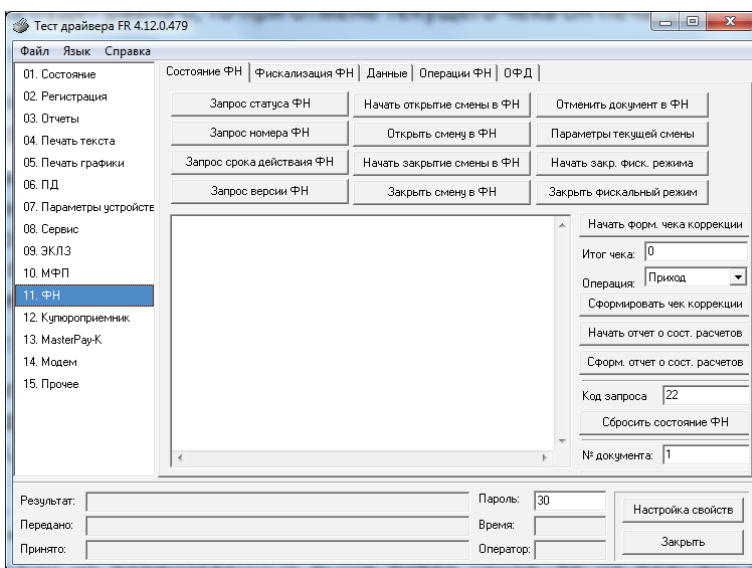 Тест драйвера FR 4.12.0.479
Файл Язык Справка
01. Состояние
02. Регистрация
03. Отчеты
04. Печать текста
05. Печать графики
06. ПД
07. Параметры устройств
08. Сервис
09. ЭКЛЗ
10. МФП
11. ФН
12. Купюроприемник
13. MasterPay-K
14. Модем
15. Прочее
Состояние ФН Фискализация ФН Данные Операции ФН ОФД
Запрос статуса ФН Начать открытие смены в ФН Отменить документ в ФН
Запрос номера ФН Открыть смену в ФН Параметры текущей смены
Запрос срока действаия ФН Начать закрытие смены в ФН Начать закр. фиск. режима
Запрос версии ФН Закрыть смену в ФН Закрыть фискальный режим
Начать форм. чека коррекции
Итог чека: 0
Операция: Приход
Сформировать чек коррекции
Начать отчет о сост. расчетов
Сформ. отчет о сост. расчетов
Код запроса 22
Сбросить состояние ФН
№ документа: 1
Результат: Пароль: 30 Настройка свойств
Передано: Время:
Принято: Оператор: Закрыть